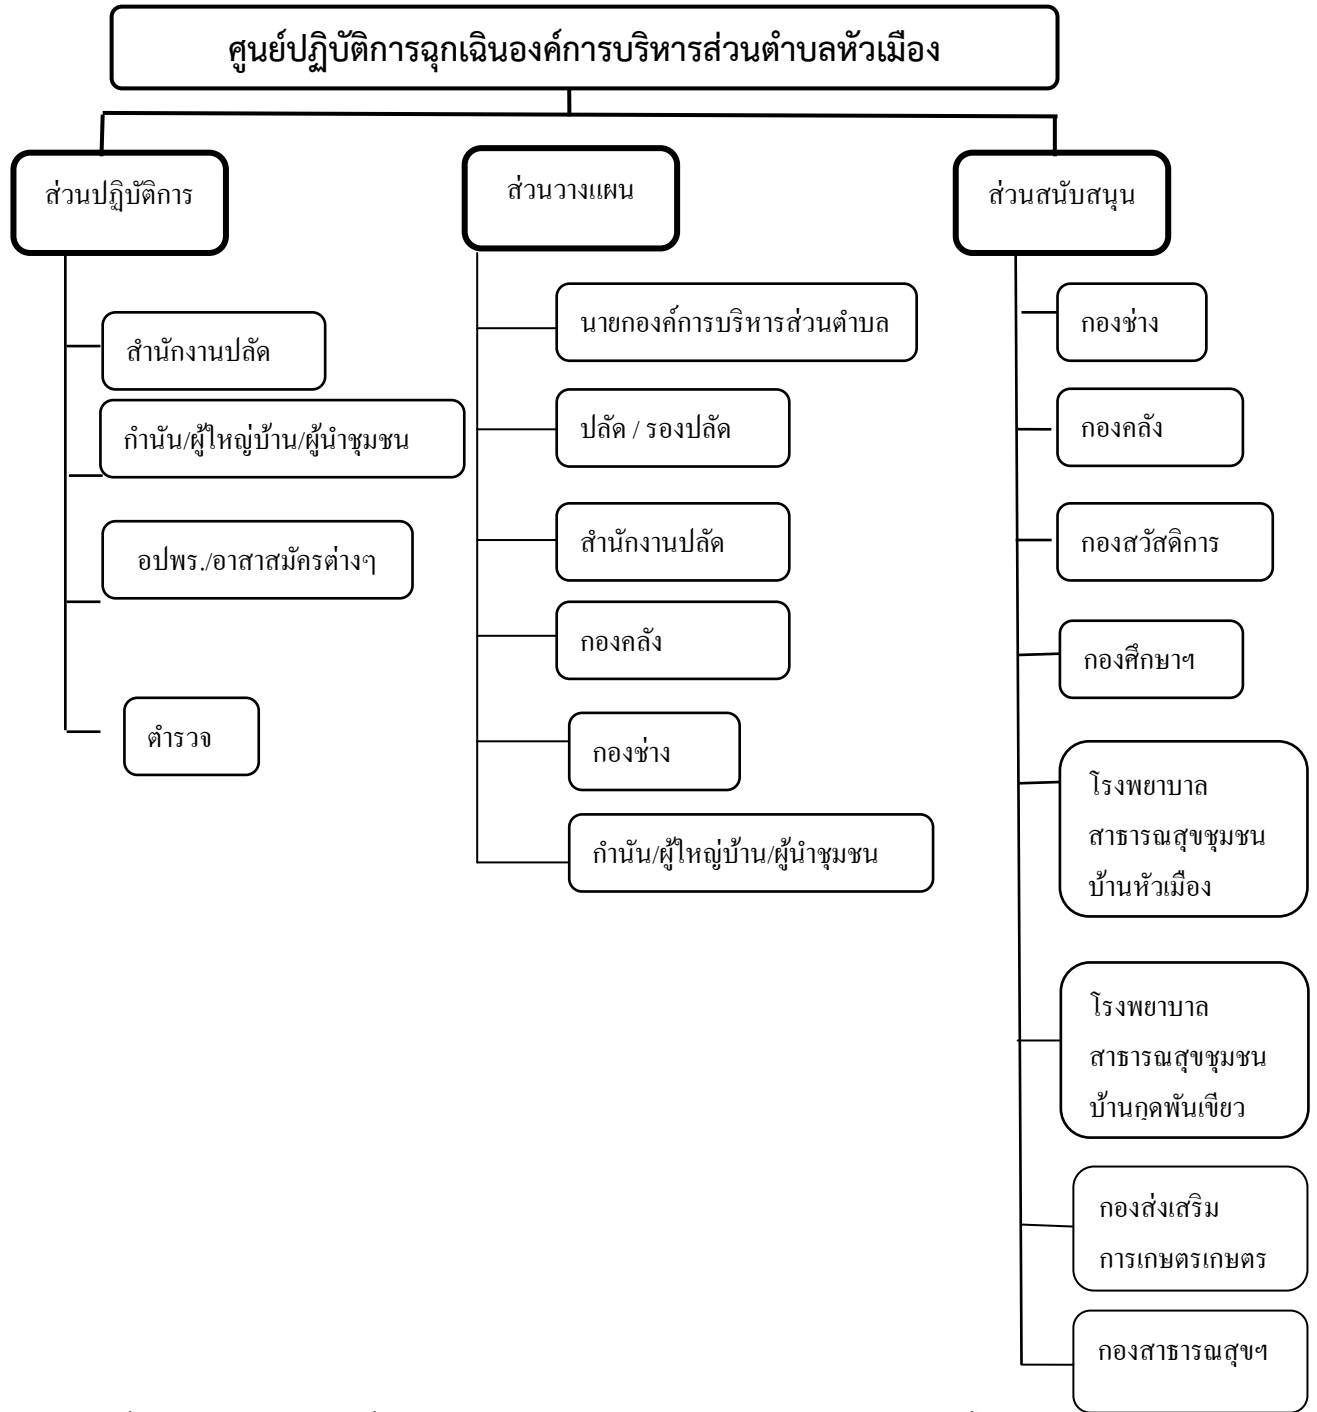 ศูนย์ปฏิบัติการฉุกเฉินองค์การบริหารส่วนตำบลหัวเมือง
ส่วนปฏิบัติการ
สำนักงานปลัด
กำนัน/ผู้ใหญ่บ้าน/ผู้นำชุมชน
อปพร./อาสาสมัครต่างๆ
ตำรวจ
ส่วนวางแผน
นายกองค์การบริหารส่วนตำบล
ปลัด / รองปลัด
สำนักงานปลัด
กองคลัง
กองช่าง
กำนัน/ผู้ใหญ่บ้าน/ผู้นำชุมชน
ส่วนสนับสนุน
กองช่าง
กองคลัง
กองสวัสดิการ
กองศึกษาฯ
โรงพยาบาล
สาธารณสุขชุมชน
บ้านหัวเมือง
โรงพยาบาล
สาธารณสุขชุมชน
บ้านกุดพันเขียว
กองส่งเสริม
การเกษตรเกษตร
กองสาธารณสุขฯ